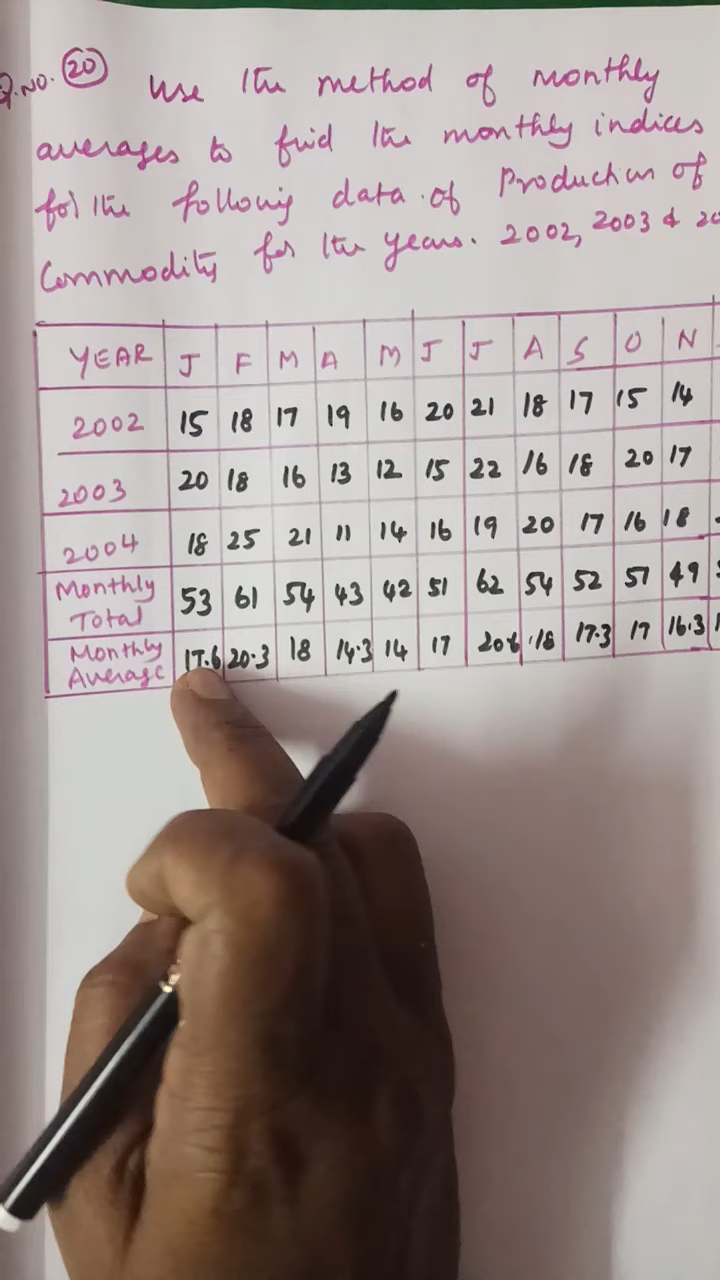 Q.NO. 20 Use the method of monthly
averages to find the monthly indices
for the following data of Production of
Commodity for the years. 2002, 2003 & 20
YEAR J F M A M J J A S O N
2002 15 18 17 19 16 20 21 18 17 15 14
2003 20 18 16 13 12 15 22 16 18 20 17
2004 18 25 21 11 14 16 19 20 17 16 18
Monthly Total 53 61 54 43 42 51 62 54 52 51 49
Monthly Average 17.6 20.3 18 14.3 14 17 20.6 18 17.3 17 16.3